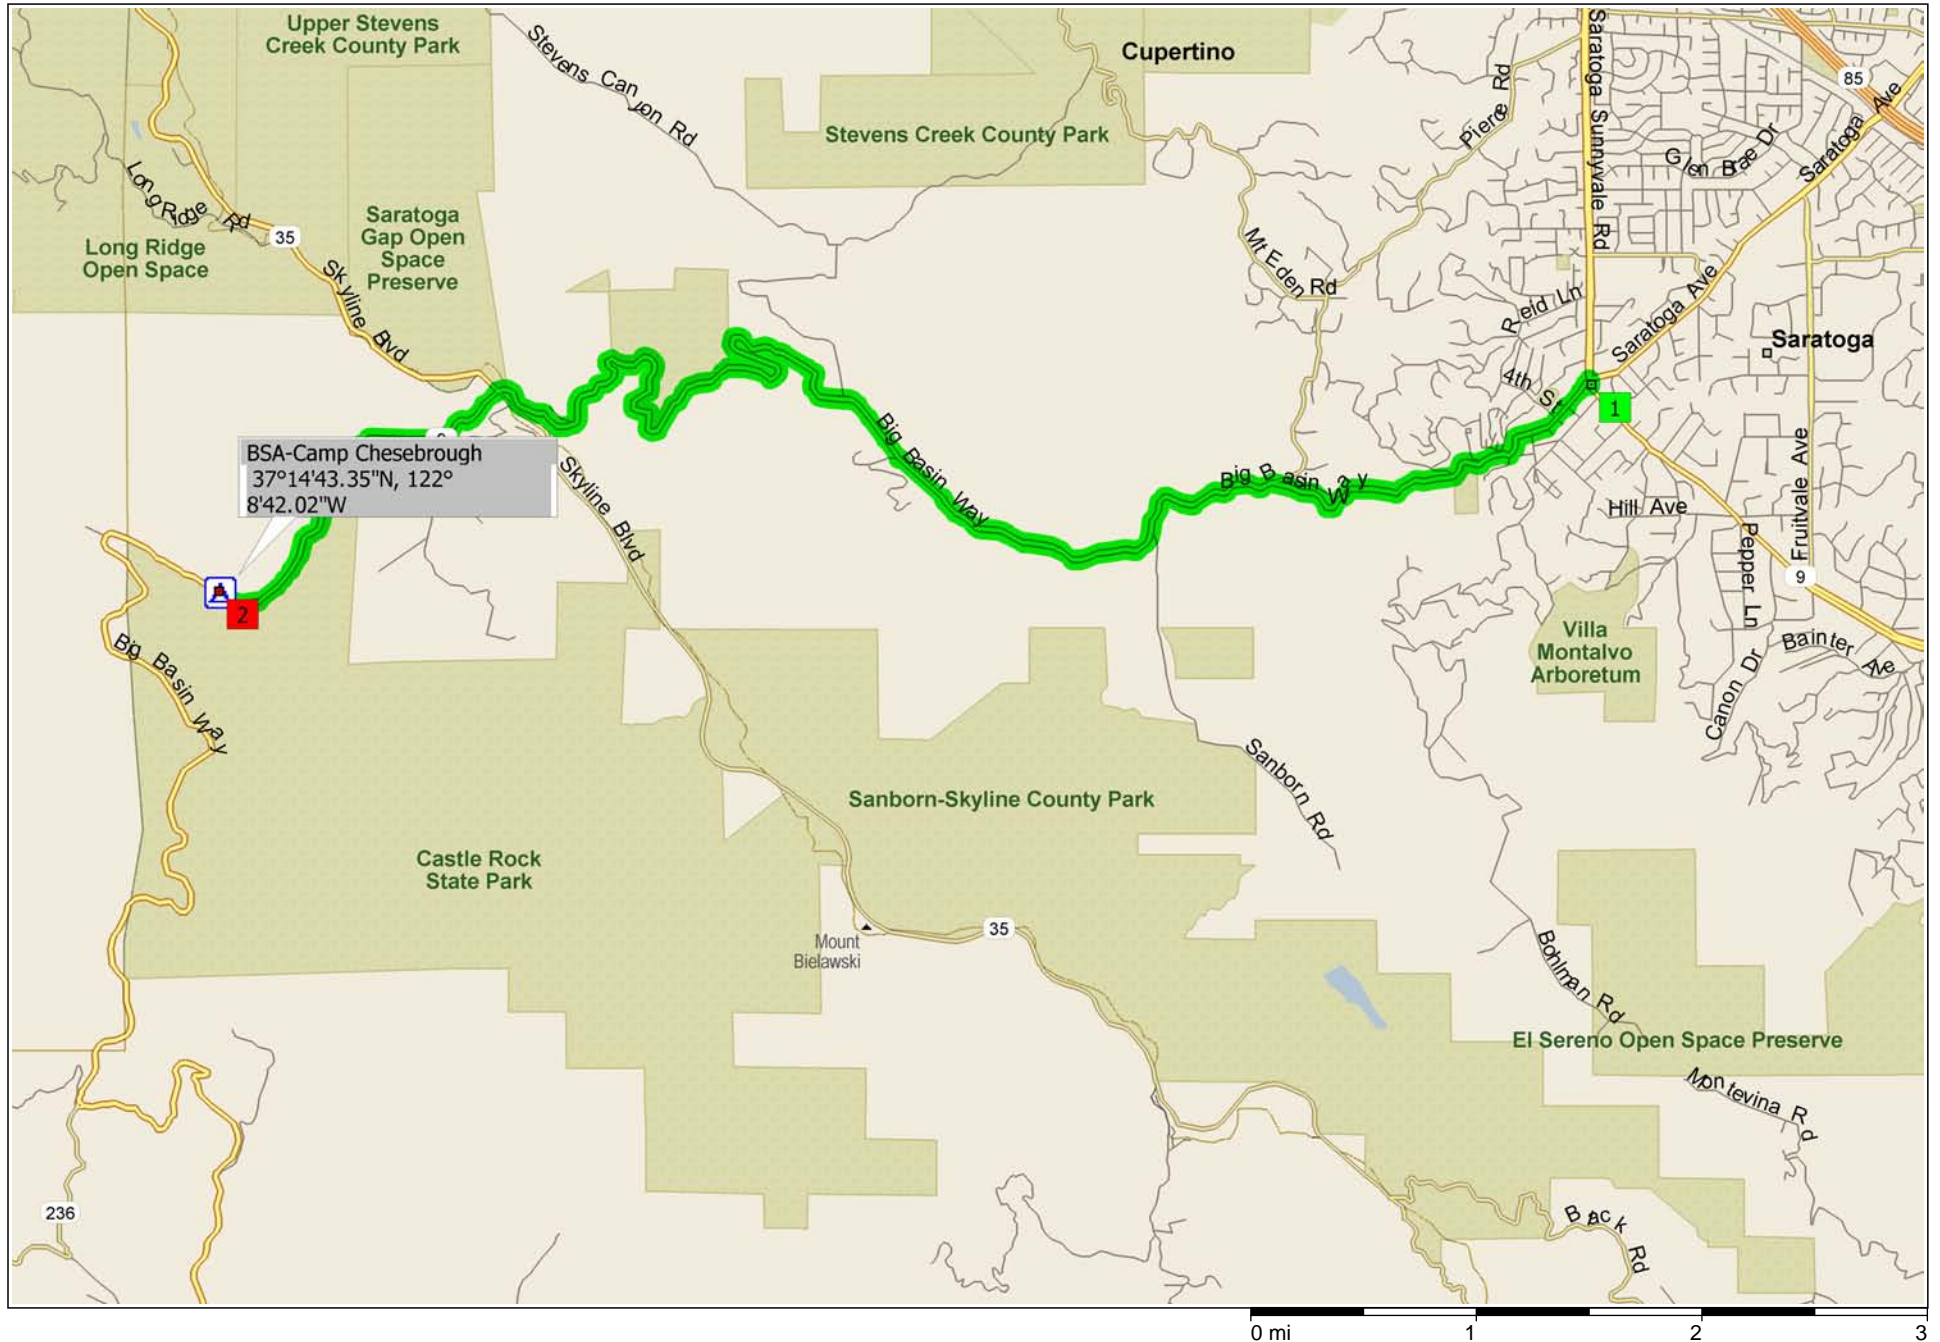 Upper Stevens
Creek County Park
Stevens Canyon Rd
Cupertino
85
Saratoga Sunnyvale Rd
Pierce Rd
Saratoga Ave
Stevens Creek County Park
Glen Brae Dr
Long Ridge Rd
Saratoga
Gap Open
Space
Preserve
35
Long Ridge
Open Space
Mt Eden Rd
Skyline Blvd
Reid Ln
Saratoga Ave
Saratoga
4th St
1
Big Basin Way
BSA-Camp Chesebrough
37°14'43.35"N, 122°
8'42.02"W
Skyline Blvd
Big Basin Way
Hill Ave
Fruitvale Ave
Pepper Ln
9
2
Villa
Montalvo
Arboretum
Bainter Ave
Canon Dr
Big Basin Way
Sanborn Rd
Sanborn-Skyline County Park
Castle Rock
State Park
35
Mount
Bielawski
Bohlman Rd
El Sereno Open Space Preserve
Montevina Rd
236
Back Rd
0 mi 1 2 3